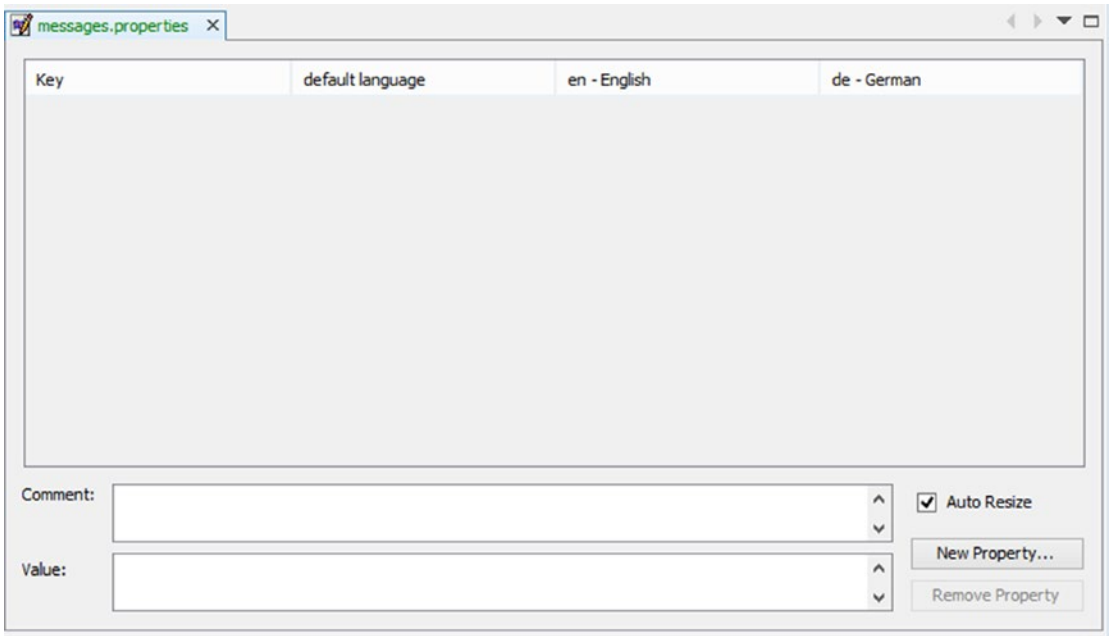 messages.properties
Key default language en - English de - German
Comment:
Auto Resize
New Property...
Value:
Remove Property